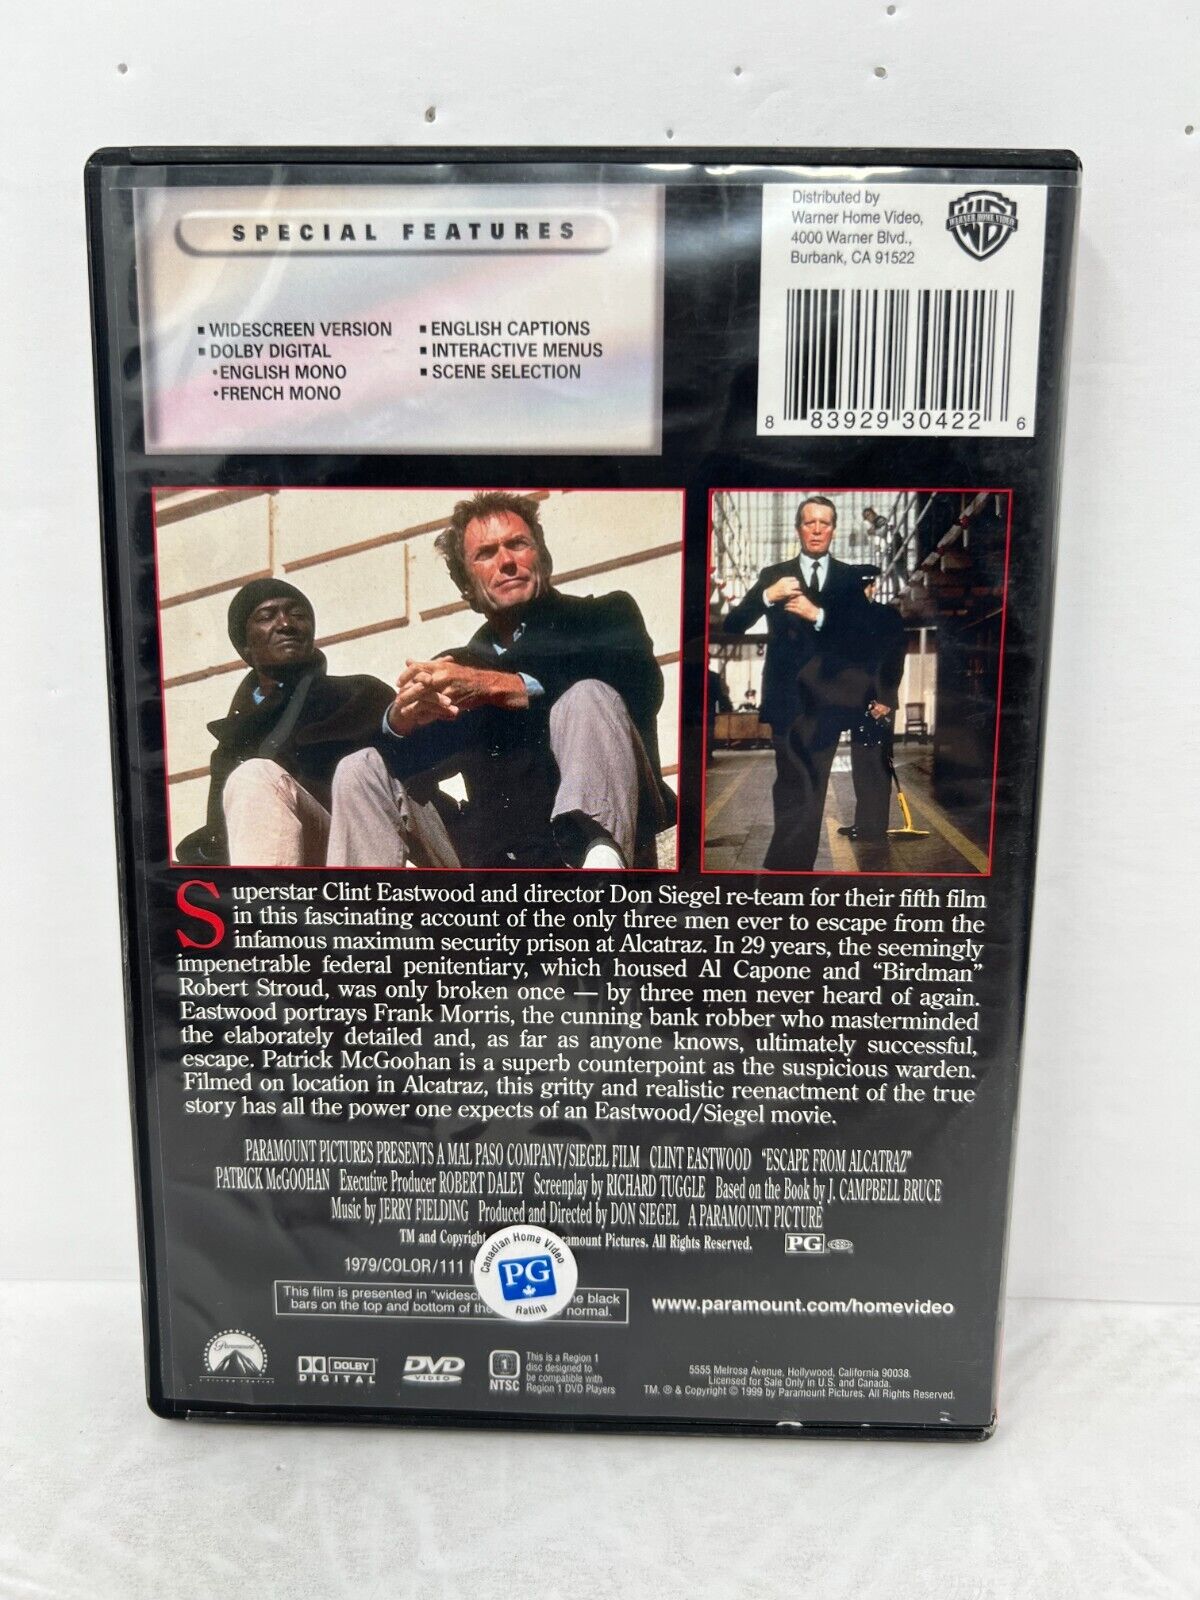 SPECIAL FEATURES
▪ WIDESCREEN VERSION
▪ DOLBY DIGITAL
•ENGLISH MONO
•FRENCH MONO
▪ ENGLISH CAPTIONS
▪ INTERACTIVE MENUS
▪ SCENE SELECTION
Distributed by
Warner Home Video,
4000 Warner Blvd.,
Burbank, CA 91522
WARNER HOME VIDEO
8 83929 30422 6
Superstar Clint Eastwood and director Don Siegel re-team for their fifth film
in this fascinating account of the only three men ever to escape from the
infamous maximum security prison at Alcatraz. In 29 years, the seemingly
impenetrable federal penitentiary, which housed Al Capone and “Birdman”
Robert Stroud, was only broken once — by three men never heard of again.
Eastwood portrays Frank Morris, the cunning bank robber who masterminded
the elaborately detailed and, as far as anyone knows, ultimately successful,
escape. Patrick McGoohan is a superb counterpoint as the suspicious warden.
Filmed on location in Alcatraz, this gritty and realistic reenactment of the true
story has all the power one expects of an Eastwood/Siegel movie.
PARAMOUNT PICTURES PRESENTS A MAL PASO COMPANY/SIEGEL FILM CLINT EASTWOOD “ESCAPE FROM ALCATRAZ”
PATRICK McGOOHAN Executive Producer ROBERT DALEY Screenplay by RICHARD TUGGLE Based on the Book by J. CAMPBELL BRUCE
Music by JERRY FIELDING Produced and Directed by DON SIEGEL A PARAMOUNT PICTURE
TM and Copyright Paramount Pictures. All Rights Reserved. PG
1979/COLOR/111
Canadian Home Video
PG
Rating
This film is presented in "widescr he black
bars on the top and bottom of the normal.
www.paramount.com/homevideo
Paramount
DOLBY
DIGITAL
DVD
VIDEO
1
NTSC
This is a Region 1
disc designed to
be compatible with
Region 1 DVD Players
5555 Melrose Avenue, Hollywood, California 90038.
Licensed for Sale Only in U.S. and Canada.
TM, ® & Copyright © 1999 by Paramount Pictures. All Rights Reserved.